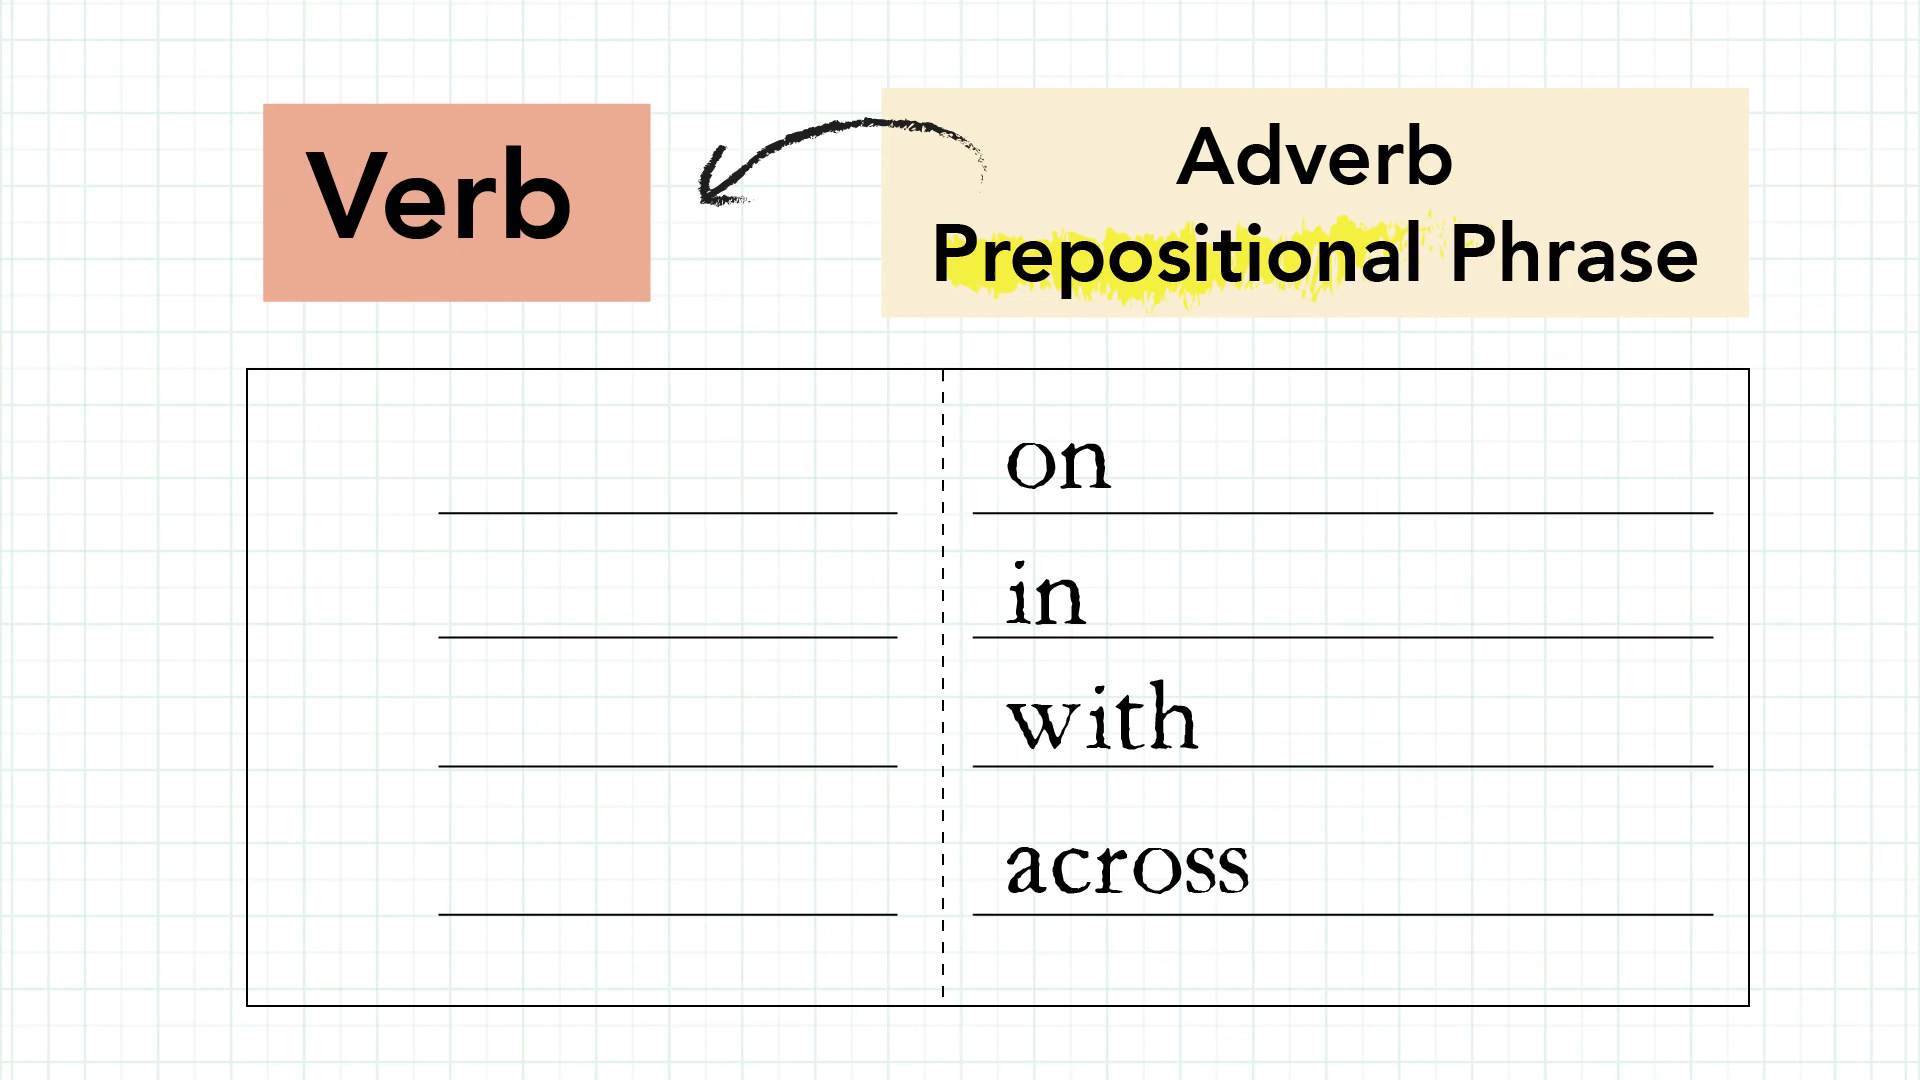 Verb
Adverb
Prepositional Phrase
on
in
with
across